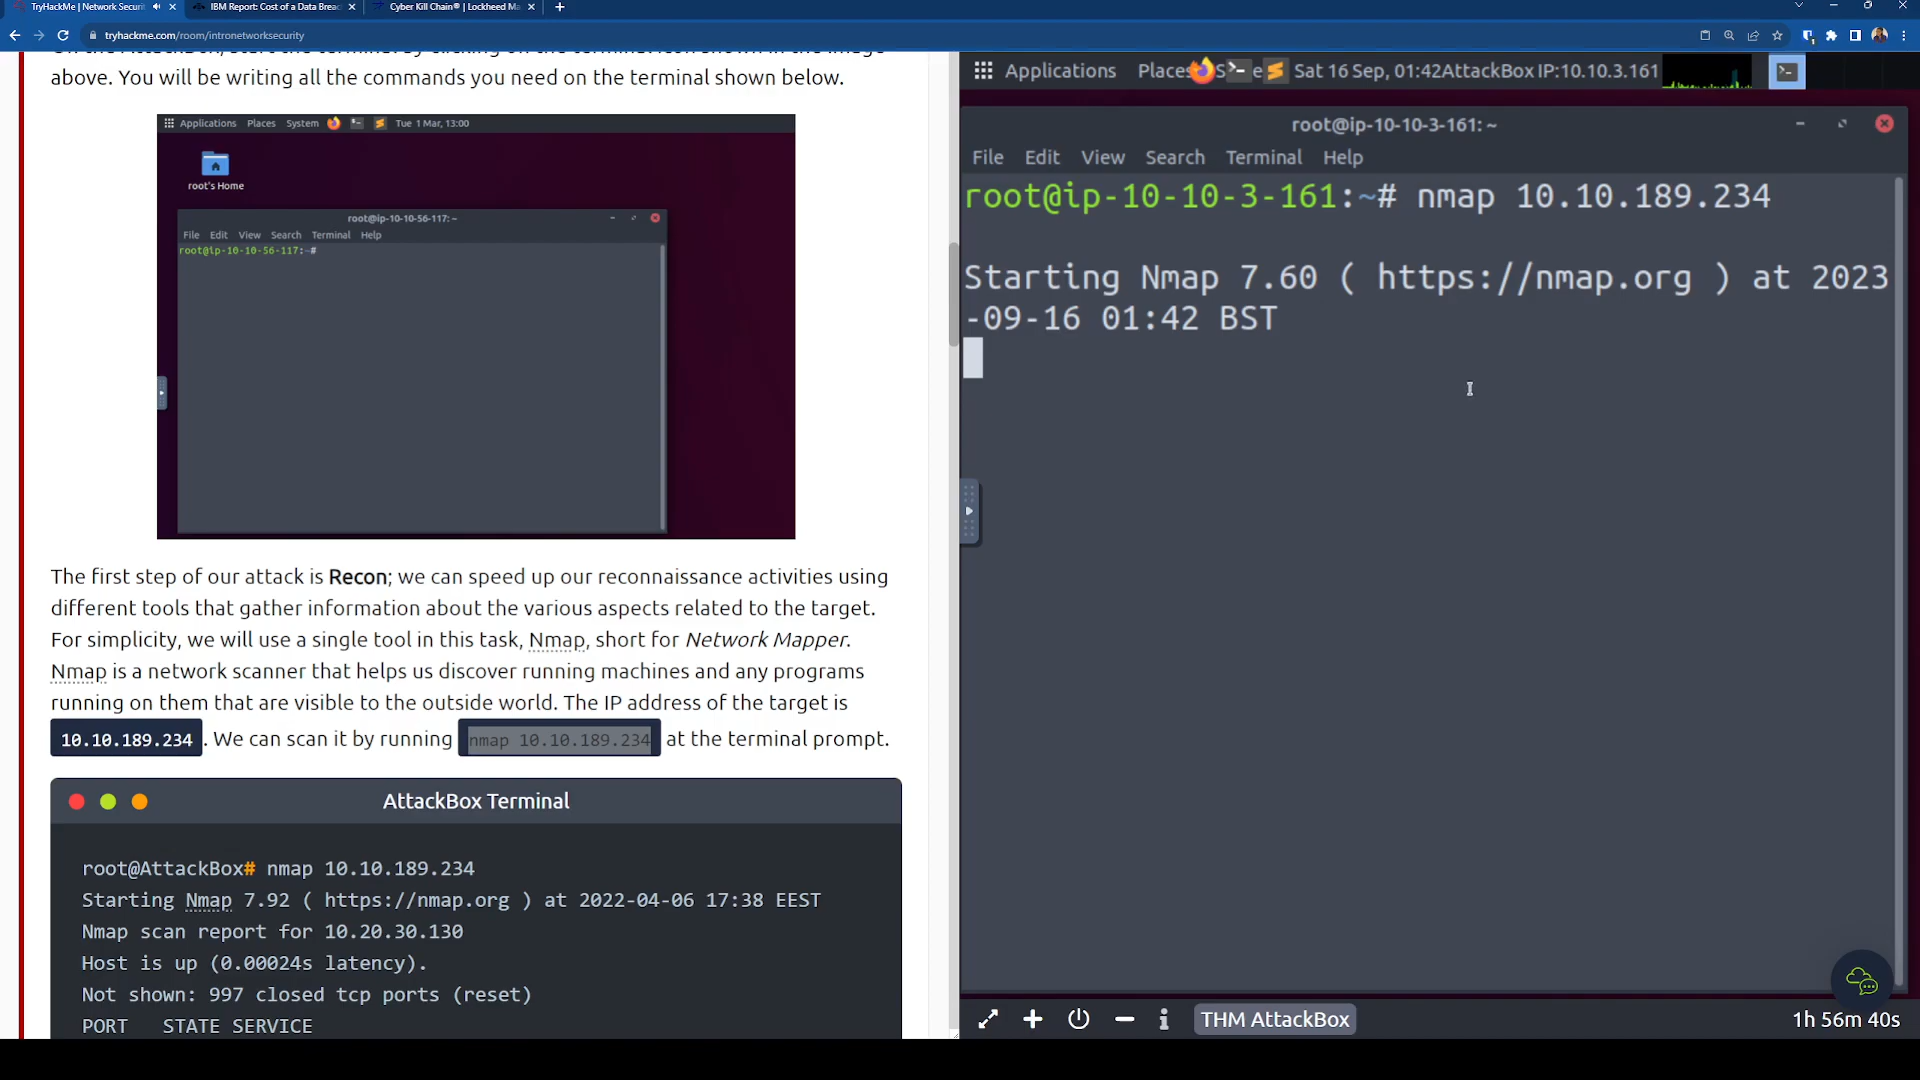 TryHackMe | Network Securi
IBM Report: Cost of a Data Breac
Cyber Kill Chain® | Lockheed Ma
tryhackme.com/room/intronetworksecurity
above. You will be writing all the commands you need on the terminal shown below.
Applications Places System Tue 1 Mar, 13:00
root's Home
root@ip-10-10-56-117: ~
File Edit View Search Terminal Help
root@ip-10-10-56-117:~#
The first step of our attack is Recon; we can speed up our reconnaissance activities using
different tools that gather information about the various aspects related to the target.
For simplicity, we will use a single tool in this task, Nmap, short for Network Mapper.
Nmap is a network scanner that helps us discover running machines and any programs
running on them that are visible to the outside world. The IP address of the target is
10.10.189.234. We can scan it by running nmap 10.10.189.234 at the terminal prompt.
AttackBox Terminal
root@AttackBox# nmap 10.10.189.234
Starting Nmap 7.92 ( https://nmap.org ) at 2022-04-06 17:38 EEST
Nmap scan report for 10.20.30.130
Host is up (0.00024s latency).
Not shown: 997 closed tcp ports (reset)
PORT STATE SERVICE
Applications Places S e Sat 16 Sep, 01:42 AttackBox IP:10.10.3.161
root@ip-10-10-3-161: ~
File Edit View Search Terminal Help
root@ip-10-10-3-161:~# nmap 10.10.189.234
Starting Nmap 7.60 ( https://nmap.org ) at 2023
-09-16 01:42 BST
THM AttackBox
1h 56m 40s